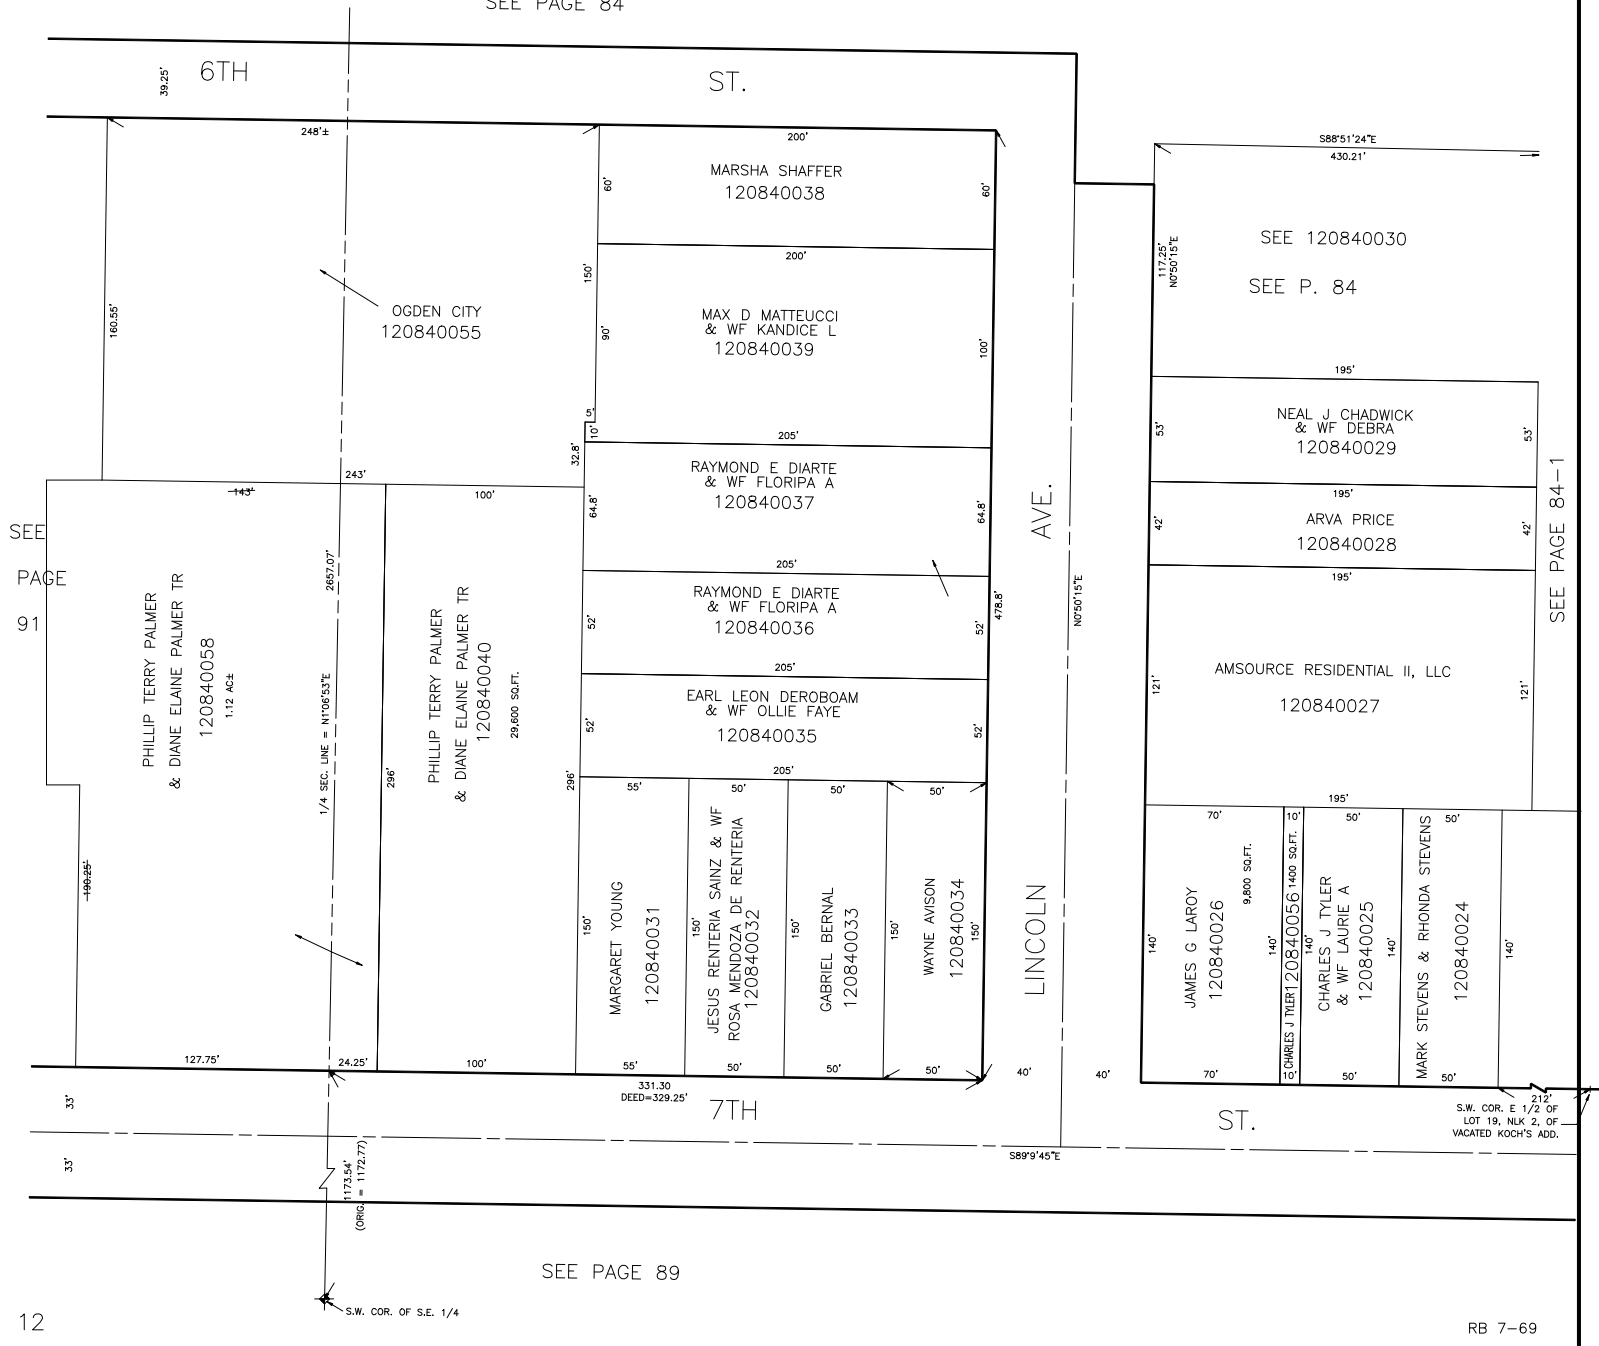 SEE PAGE 84
39.25'
6TH
ST.
248'±
200'
S88°51'24"E
430.21'
MARSHA SHAFFER
120840038
60'
60'
200'
150'
117.25'
N0°50'15"E
SEE 120840030
SEE P. 84
160.55'
OGDEN CITY
120840055
90'
MAX D MATTEUCCI
& WF KANDICE L
120840039
100'
195'
5'
10'
205'
32.8'
53'
NEAL J CHADWICK
& WF DEBRA
120840029
53'
243'
143'
100'
64.8'
RAYMOND E DIARTE
& WF FLORIPA A
120840037
64.8'
AVE.
195'
42'
ARVA PRICE
120840028
42'
SEE PAGE 84-1
SEE
PAGE
91
2657.07'
205'
195'
RAYMOND E DIARTE
& WF FLORIPA A
120840036
52'
52'
478.8'
N0°50'15"E
PHILLIP TERRY PALMER
& DIANE ELAINE PALMER TR
120840058
1.12 AC±
1/4 SEC. LINE = N1°06'53"E
PHILLIP TERRY PALMER
& DIANE ELAINE PALMER TR
120840040
29,600 SQ.FT.
296'
296'
205'
EARL LEON DEROBOAM
& WF OLLIE FAYE
120840035
52'
52'
205'
121'
AMSOURCE RESIDENTIAL II, LLC
120840027
121'
195'
55'
50'
50'
50'
70'
10'
50'
50'
190.25'
150'
MARGARET YOUNG
120840031
150'
JESUS RENTERIA SAINZ & WF
ROSA MENDOZA DE RENTERIA
120840032
150'
GABRIEL BERNAL
120840033
150'
WAYNE AVISON
120840034
150'
LINCOLN
140'
JAMES G LAROY
120840026
9,800 SQ.FT.
140'
CHARLES J TYLER
120840056
1400 SQ.FT.
140'
CHARLES J TYLER
& WF LAURIE A
120840025
140'
MARK STEVENS & RHONDA STEVENS
120840024
140'
127.75'
24.25'
100'
55'
50'
50'
50'
40'
40'
70'
10'
50'
50'
331.30
DEED=329.25'
212'
33'
7TH
ST.
S.W. COR. E 1/2 OF
LOT 19, NLK 2, OF
VACATED KOCH'S ADD.
33'
S89°9'45"E
1173.54'
(ORIG. = 1172.77)
SEE PAGE 89
S.W. COR. OF S.E. 1/4
12
RB 7-69